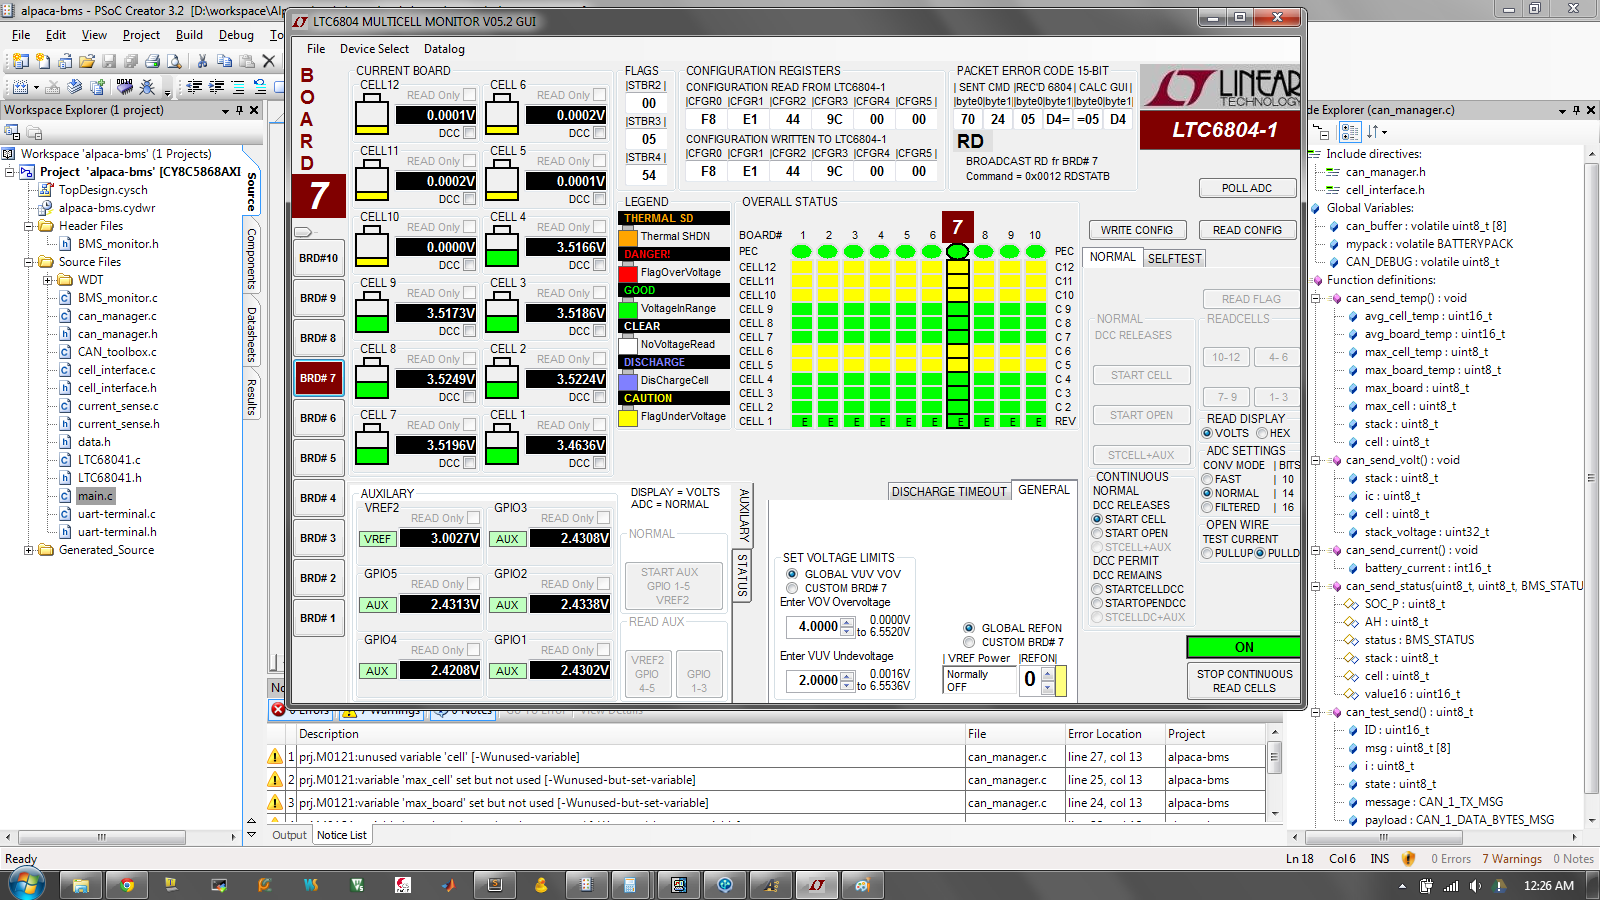 alpaca-bms - PSoC Creator 3.2 [D:\workspace\Alp
File Edit View Project Build Debug To
Workspace Explorer (1 project)
Workspace 'alpaca-bms' (1 Projects)
Project 'alpaca-bms' [CY8C5868AXI
TopDesign.cysch
alpaca-bms.cydwr
Header Files
BMS_monitor.h
Source Files
WDT
BMS_monitor.c
can_manager.c
can_manager.h
CAN_toolbox.c
cell_interface.c
cell_interface.h
current_sense.c
current_sense.h
data.h
LTC68041.c
LTC68041.h
main.c
uart-terminal.c
uart-terminal.h
Generated_Source
Source
Components
Datasheets
Results
LTC6804 MULTICELL MONITOR V05.2 GUI
File Device Select Datalog
BOARD
7
BRD#10
BRD# 9
BRD# 8
BRD# 7
BRD# 6
BRD# 5
BRD# 4
BRD# 3
BRD# 2
BRD# 1
CURRENT BOARD
CELL12 READ Only 0.0001V DCC
CELL 6 READ Only 0.0002V DCC
CELL11 READ Only 0.0002V DCC
CELL 5 READ Only 0.0001V DCC
CELL10 READ Only 0.0000V DCC
CELL 4 READ Only 3.5166V DCC
CELL 9 READ Only 3.5173V DCC
CELL 3 READ Only 3.5186V DCC
CELL 8 READ Only 3.5249V DCC
CELL 2 READ Only 3.5224V DCC
CELL 7 READ Only 3.5196V DCC
CELL 1 READ Only 3.4636V DCC
FLAGS
|STBR2 |
00
|STBR3 |
05
|STBR4 |
54
CONFIGURATION REGISTERS
CONFIGURATION READ FROM LTC6804-1
|CFGR0 |CFGR1 |CFGR2 |CFGR3 |CFGR4 |CFGR5 |
F8 E1 44 9C 00 00
CONFIGURATION WRITTEN TO LTC6804-1
|CFGR0 |CFGR1 |CFGR2 |CFGR3 |CFGR4 |CFGR5 |
F8 E1 44 9C 00 00
PACKET ERROR CODE 15-BIT
| SENT CMD |REC'D 6804 | CALC GUI |
|byte0|byte1|byte0|byte1|byte0|byte1|
70 24 05 D4= =05 D4
RD
BROADCAST RD fr BRD# 7
Command = 0x0012 RDSTATB
LINEAR
TECHNOLOGY
LTC6804-1
POLL ADC
WRITE CONFIG READ CONFIG
LEGEND
THERMAL SD
Thermal SHDN
DANGER!
FlagOverVoltage
GOOD
VoltageInRange
CLEAR
NoVoltageRead
DISCHARGE
DisChargeCell
CAUTION
FlagUnderVoltage
OVERALL STATUS
BOARD# 1 2 3 4 5 6 7 8 9 10
PEC PEC
CELL12 C12
CELL11 C11
CELL10 C10
CELL 9 C 9
CELL 8 C 8
CELL 7 C 7
CELL 6 C 6
CELL 5 C 5
CELL 4 C 4
CELL 3 C 3
CELL 2 C 2
CELL 1 E E E E E E E E E E REV
NORMAL SELFTEST
READ FLAG
NORMAL READCELLS
DCC RELEASES
10-12 4- 6
START CELL
7- 9 1- 3
START OPEN
STCELL+AUX
READ DISPLAY
VOLTS HEX
ADC SETTINGS
CONV MODE | BITS
FAST | 10
NORMAL | 14
FILTERED | 16
OPEN WIRE
TEST CURRENT
PULLUP PULLD
CONTINUOUS
NORMAL
DCC RELEASES
START CELL
START OPEN
STCELL+AUX
DCC PERMIT
DCC REMAINS
STARTCELLDCC
STARTOPENDCC
STCELLDC+AUX
ON
STOP CONTINUOUS
READ CELLS
AUXILARY
VREF2 READ Only VREF 3.0027V
GPIO3 READ Only AUX 2.4308V
GPIO5 READ Only AUX 2.4313V
GPIO2 READ Only AUX 2.4338V
GPIO4 READ Only AUX 2.4208V
GPIO1 READ Only AUX 2.4302V
DISPLAY = VOLTS
ADC = NORMAL
NORMAL
START AUX
GPIO 1-5
VREF2
READ AUX
VREF2
GPIO
4-5
GPIO
1-3
AUXILARY
STATUS
DISCHARGE TIMEOUT GENERAL
SET VOLTAGE LIMITS
GLOBAL VUV VOV
CUSTOM BRD# 7
Enter VOV Overvoltage
4.0000 0.0000V
to 6.5520V
Enter VUV Undevoltage
2.0000 0.0016V
to 6.5536V
GLOBAL REFON
CUSTOM BRD# 7
| VREF Power |REFON|
Normally
OFF
0
No
0 Errors 7 Warnings 0 Notes Go To Error View Details
Description File Error Location Project
1 prj.M0121:unused variable 'cell' [-Wunused-variable] can_manager.c line 27, col 13 alpaca-bms
2 prj.M0121:variable 'max_cell' set but not used [-Wunused-but-set-variable] can_manager.c line 25, col 13 alpaca-bms
3 prj.M0121:variable 'max_board' set but not used [-Wunused-but-set-variable] can_manager.c line 24, col 13 alpaca-bms
Output Notice List
de Explorer (can_manager.c)
Include directives:
can_manager.h
cell_interface.h
Global Variables:
can_buffer : volatile uint8_t [8]
mypack : volatile BATTERYPACK
CAN_DEBUG : volatile uint8_t
Function definitions:
can_send_temp() : void
avg_cell_temp : uint16_t
avg_board_temp : uint16_t
max_cell_temp : uint8_t
max_board_temp : uint8_t
max_board : uint8_t
max_cell : uint8_t
stack : uint8_t
cell : uint8_t
can_send_volt() : void
stack : uint8_t
ic : uint8_t
cell : uint8_t
stack_voltage : uint32_t
can_send_current() : void
battery_current : int16_t
can_send_status(uint8_t, uint8_t, BMS_STATU
SOC_P : uint8_t
AH : uint8_t
status : BMS_STATUS
stack : uint8_t
cell : uint8_t
value16 : uint16_t
can_test_send() : uint8_t
ID : uint16_t
msg : uint8_t [8]
i : uint8_t
state : uint8_t
message : CAN_1_TX_MSG
payload : CAN_1_DATA_BYTES_MSG
Ready Ln 18 Col 6 INS 0 Errors 7 Warnings 0 Notes
12:26 AM